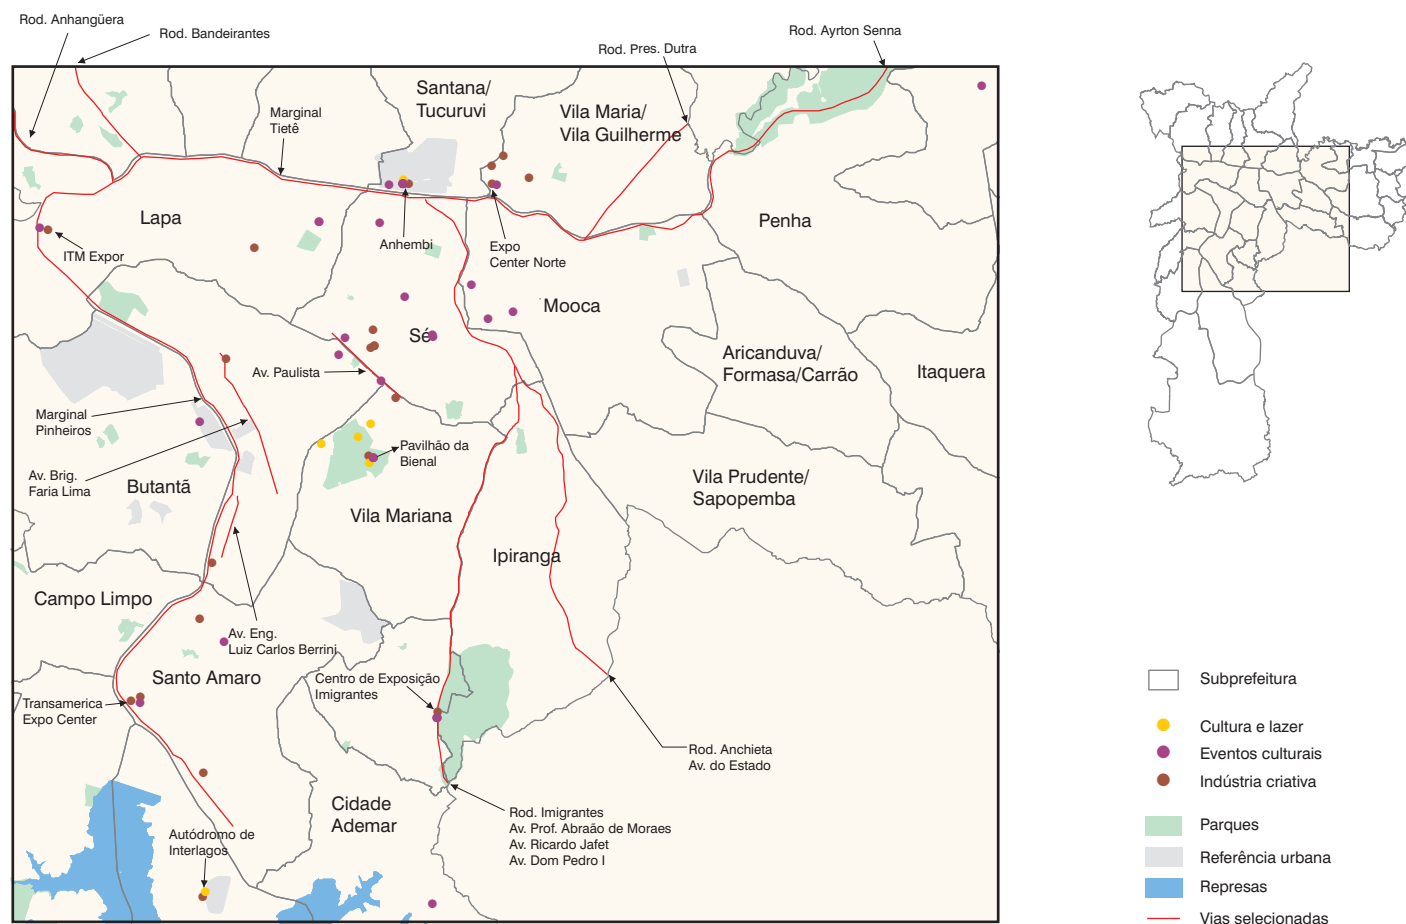 Rod. Anhangüera
Rod. Bandeirantes
Rod. Pres. Dutra
Rod. Ayrton Senna
Santana/
Tucuruvi
Vila Maria/
Vila Guilherme
Marginal
Tietê
Lapa
Penha
ITM Expor
Anhembi
Expo
Center Norte
Mooca
Sé
Av. Paulista
Aricanduva/
Formasa/Carrão
Itaquera
Marginal
Pinheiros
Av. Brig.
Faria Lima
Pavilhão da
Bienal
Butantã
Vila Mariana
Vila Prudente/
Sapopemba
Ipiranga
Campo Limpo
Av. Eng.
Luiz Carlos Berrini
Santo Amaro
Centro de Exposição
Imigrantes
Transamerica
Expo Center
Rod. Anchieta
Av. do Estado
Cidade
Ademar
Rod. Imigrantes
Av. Prof. Abraão de Moraes
Av. Ricardo Jafet
Av. Dom Pedro I
Autódromo de
Interlagos
Subprefeitura
Cultura e lazer
Eventos culturais
Indústria criativa
Parques
Referência urbana
Represas
Vias selecionadas